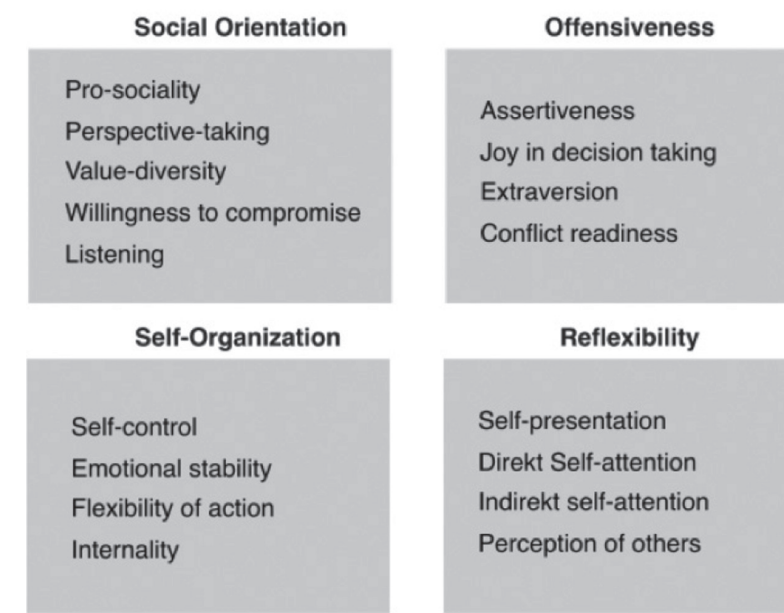 Social Orientation
Pro-sociality
Perspective-taking
Value-diversity
Willingness to compromise
Listening
Offensiveness
Assertiveness
Joy in decision taking
Extraversion
Conflict readiness
Self-Organization
Self-control
Emotional stability
Flexibility of action
Internality
Reflexibility
Self-presentation
Direkt Self-attention
Indirekt self-attention
Perception of others